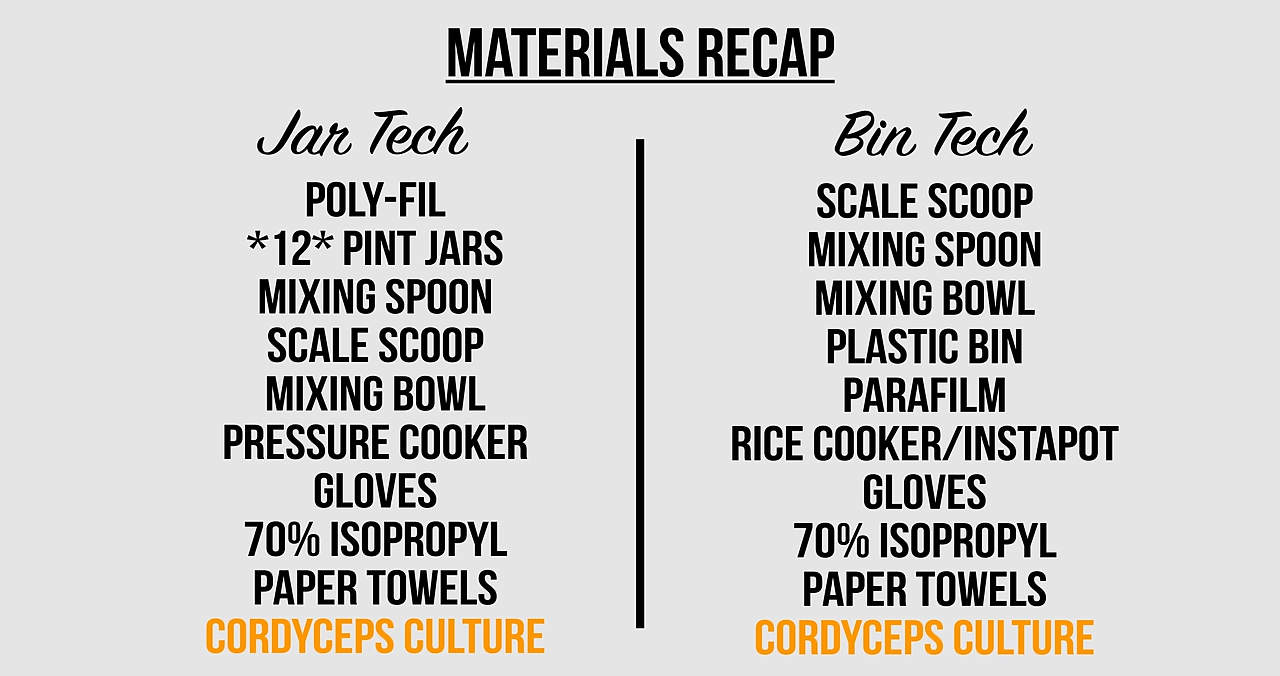 MATERIALS RECAP
Jar Tech
POLY-FIL
*12* PINT JARS
MIXING SPOON
SCALE SCOOP
MIXING BOWL
PRESSURE COOKER
GLOVES
70% ISOPROPYL
PAPER TOWELS
CORDYCEPS CULTURE
Bin Tech
SCALE SCOOP
MIXING SPOON
MIXING BOWL
PLASTIC BIN
PARAFILM
RICE COOKER/INSTAPOT
GLOVES
70% ISOPROPYL
PAPER TOWELS
CORDYCEPS CULTURE